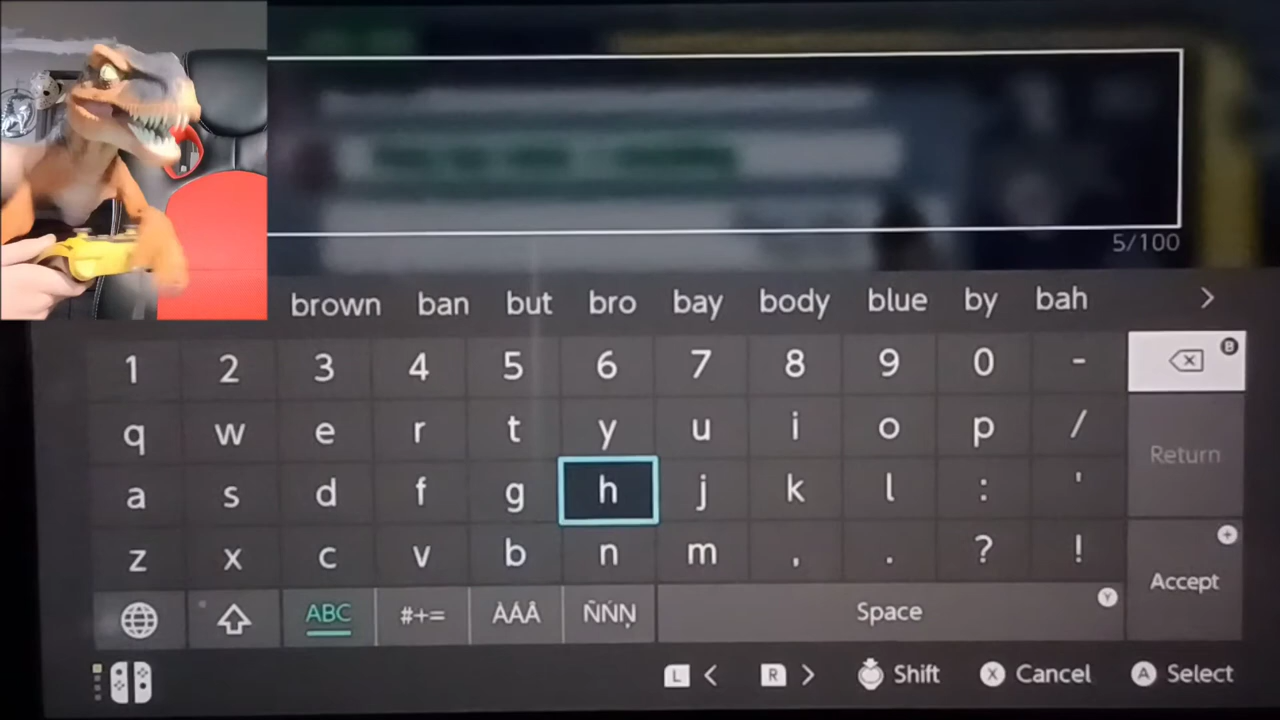 5/100
brown ban but bro bay body blue by bah >
1 2 3 4 5 6 7 8 9 0 - B
q w e r t y u i o p /
Return
a s d f g h j k l : '
z x c v b n m , . ? ! +
Accept
ABC #+= ÀÁÂ ÑŃŅ Space Y
L < R > Shift X Cancel A Select